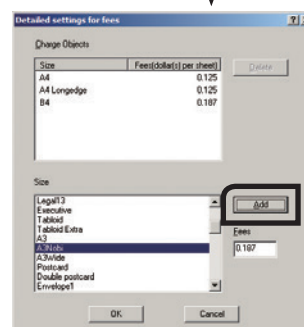 Detailed settings for fees
Charge Objects
Size Fees(dollar(s) per sheet) Delete
A4 0.125
A4 Longedge 0.125
B4 0.187
Size
Legal13
Executive
Tabloid
Tabloid Extra
A3
A3Nobi
A3Wide
Postcard
Double postcard
Envelope1
Add
Fees
0.187
OK Cancel